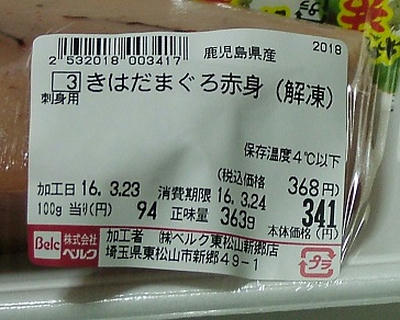 2 532018 003417
鹿児島県産
2018
3 きはだまぐろ赤身(解凍)
刺身用
保存温度4℃以下
(税込価格 368円)
加工日 16. 3.23 消費期限 16. 3.24
100g 当り(円) 94 正味量 363g 341
本体価格(円)
Belc 株式会社 ベルク
加工者 ㈱ベルク東松山新郷店
埼玉県東松山市新郷49-1
プラ